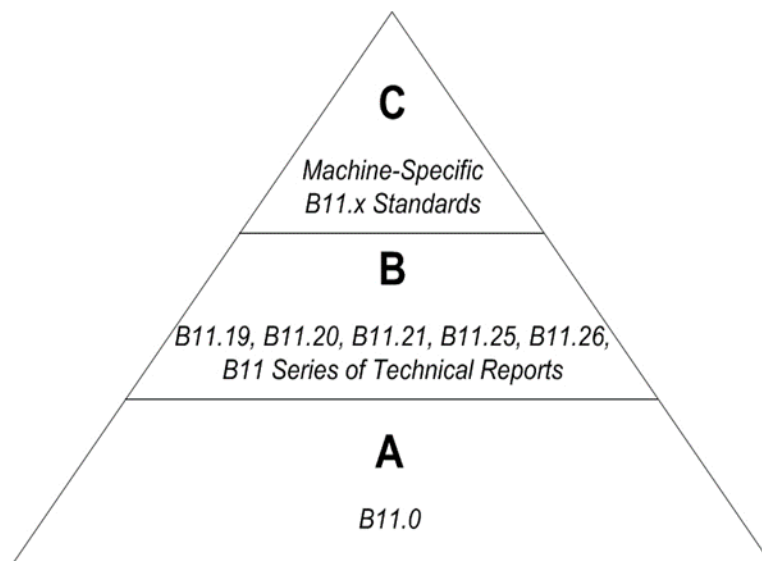 C
Machine-Specific
B11.x Standards
B
B11.19, B11.20, B11.21, B11.25, B11.26,
B11 Series of Technical Reports
A
B11.0